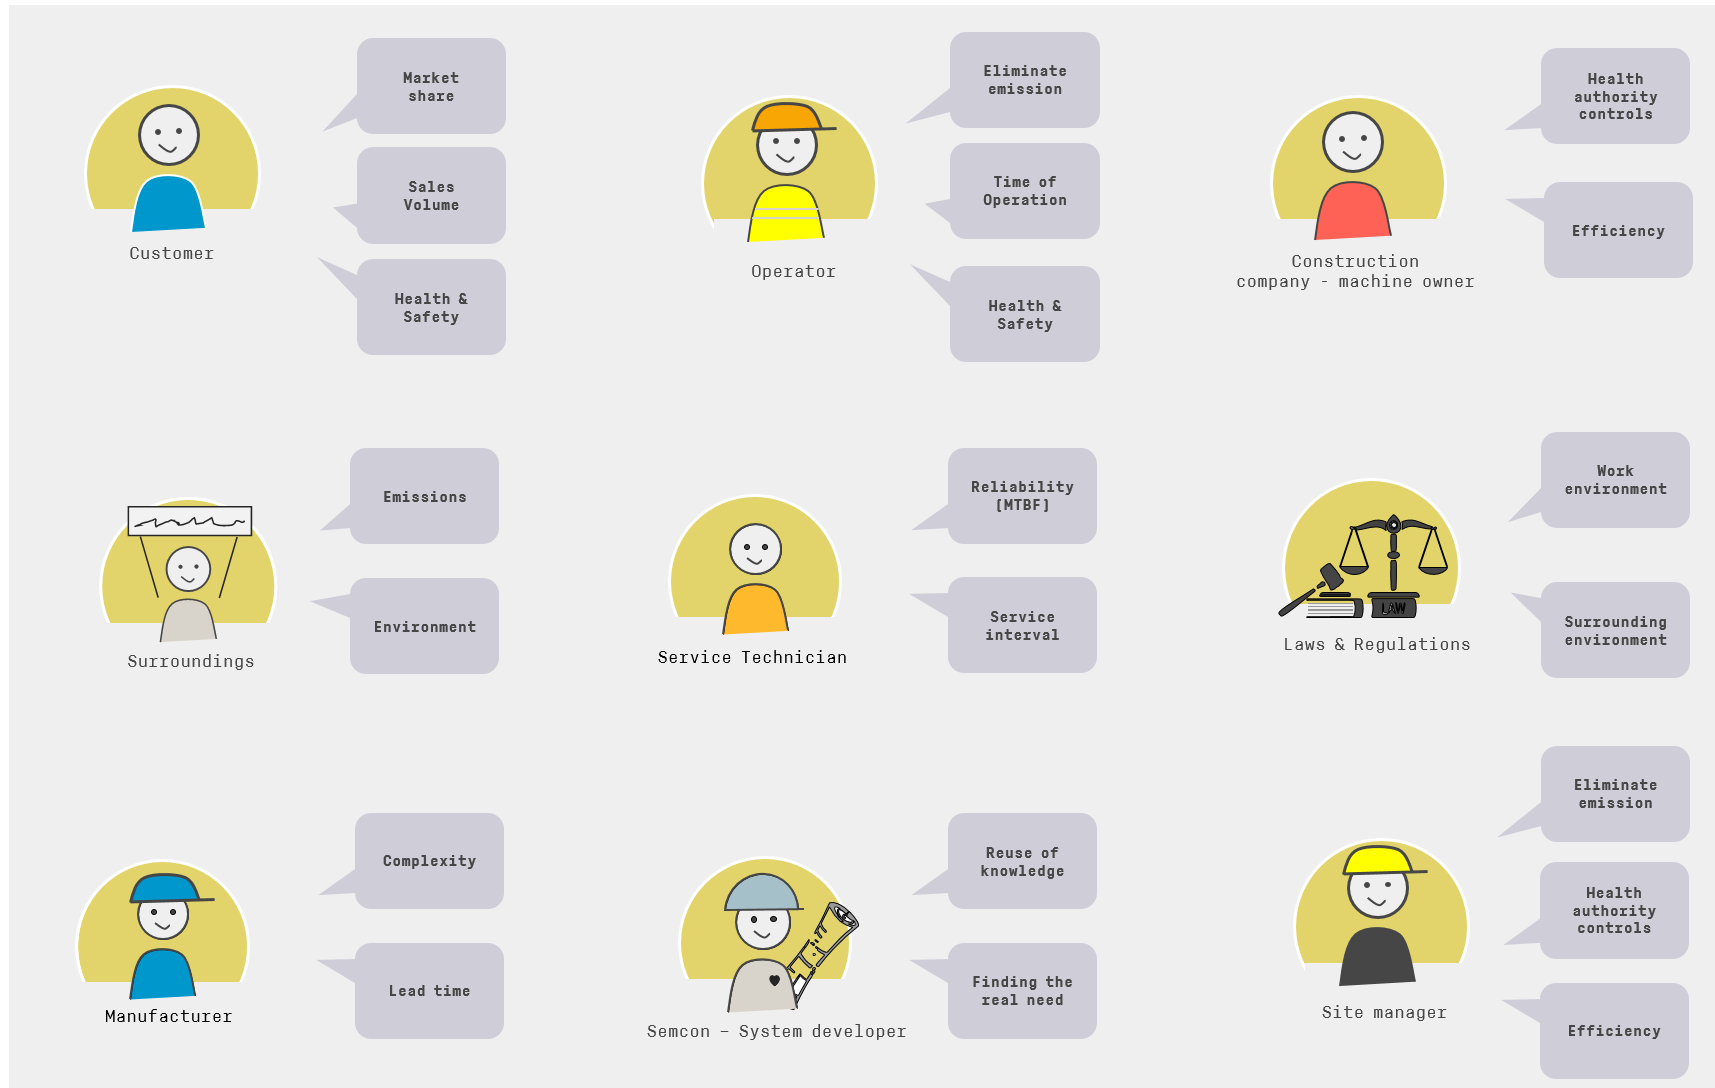 Market
share
Sales
Volume
Health &
Safety
Customer
Eliminate
emission
Time of
Operation
Health &
Safety
Operator
Health
authority
controls
Efficiency
Construction
company - machine owner
Emissions
Environment
Surroundings
Reliability
(MTBF)
Service
interval
Service Technician
Work
environment
Surrounding
environment
LAW
Laws & Regulations
Complexity
Lead time
Manufacturer
Reuse of
knowledge
Finding the
real need
Semcon – System developer
Eliminate
emission
Health
authority
controls
Efficiency
Site manager